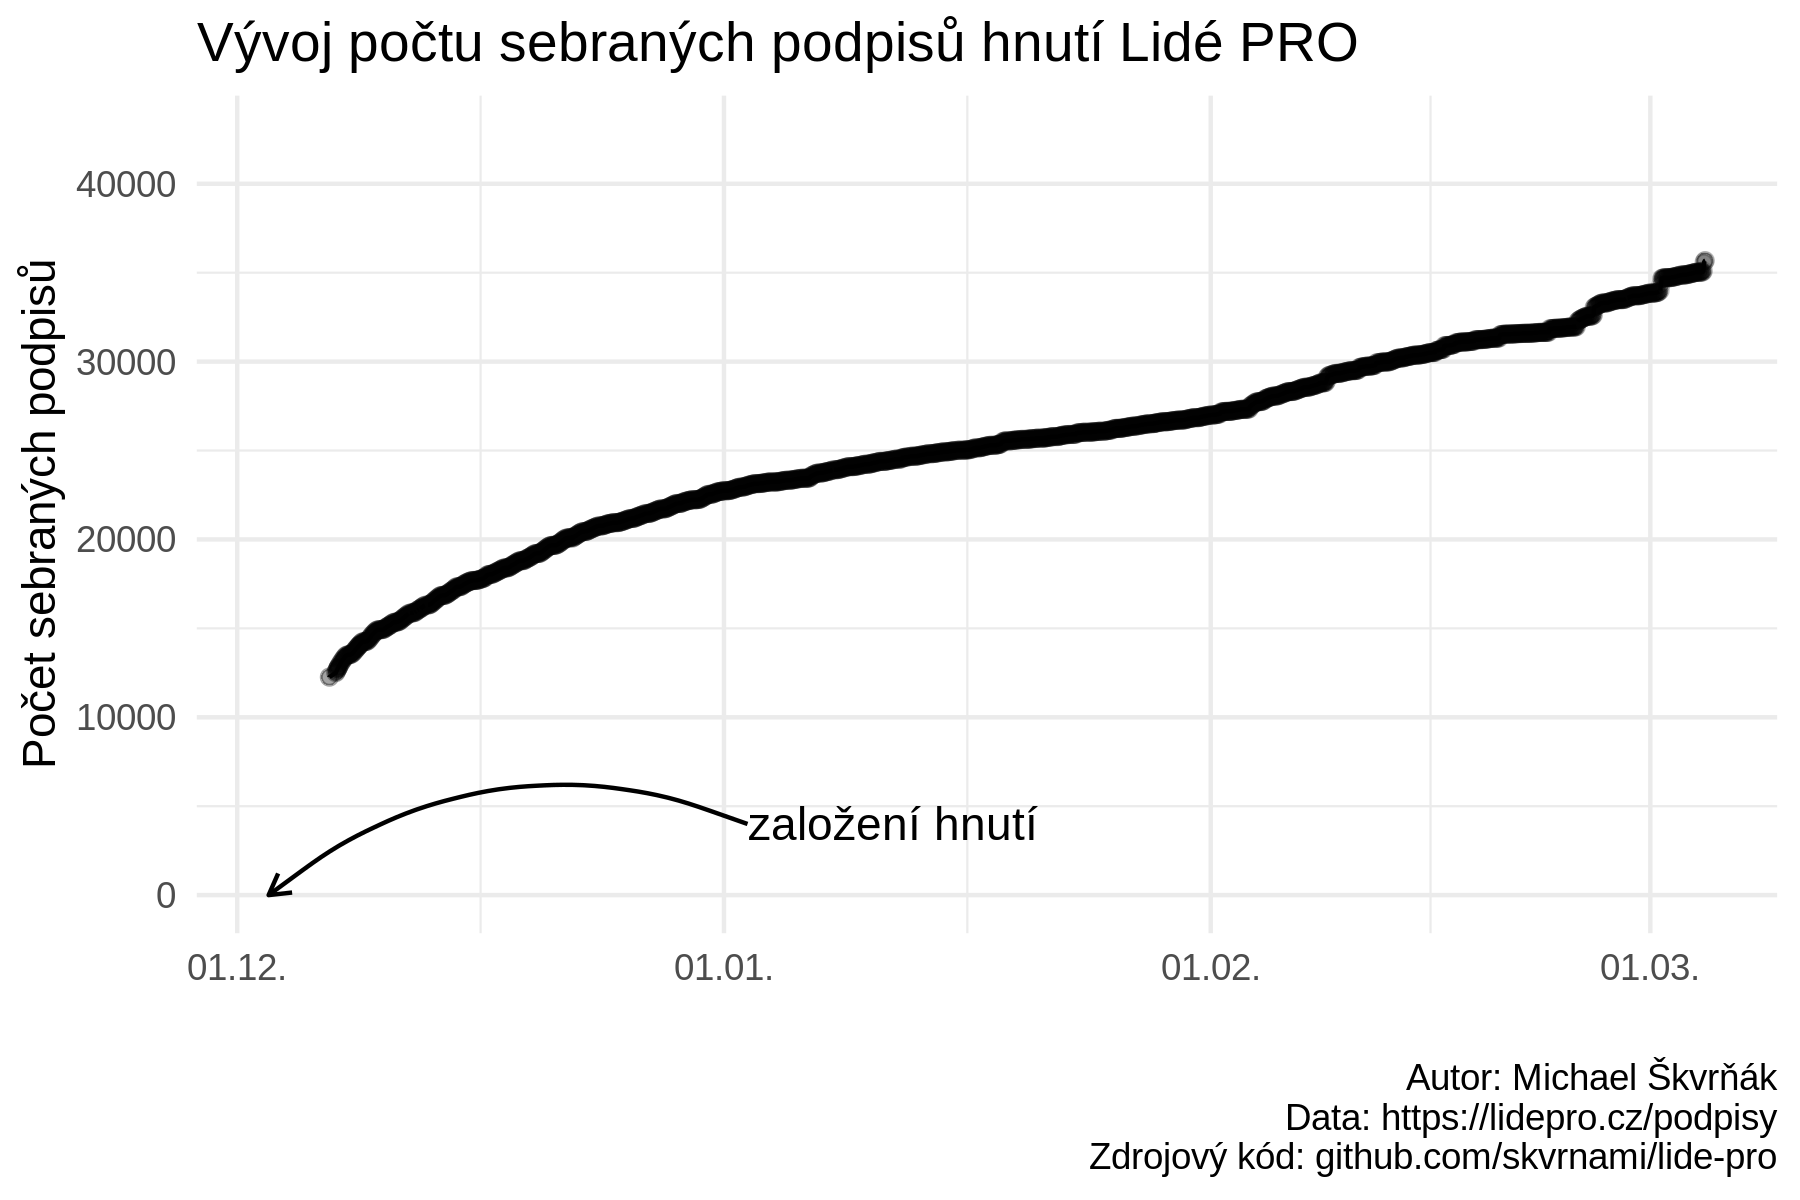 Vývoj počtu sebraných podpisů hnutí Lidé PRO
Počet sebraných podpisů
40000
30000
20000
10000
0
založení hnutí
01.12.
01.01.
01.02.
01.03.
Autor: Michael Škvrňák
Data: https://lidepro.cz/podpisy
Zdrojový kód: github.com/skvrnami/lide-pro